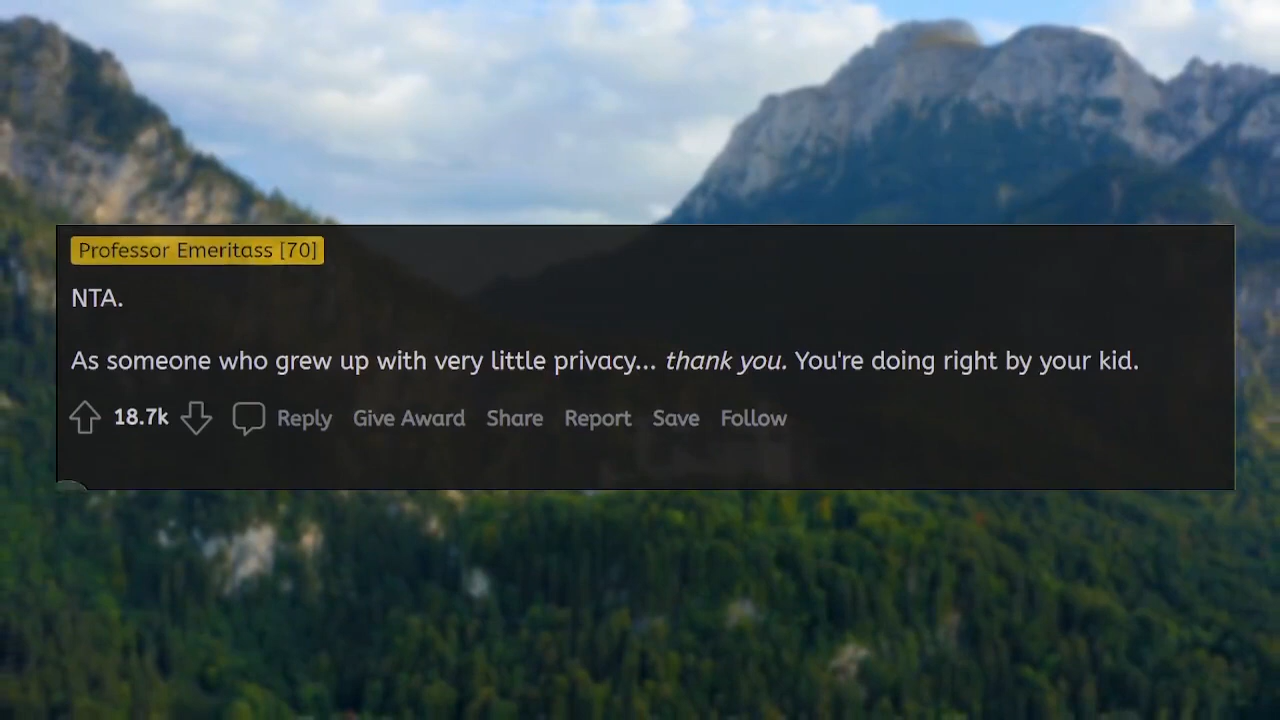 Professor Emeritass [70]
NTA.
As someone who grew up with very little privacy... thank you. You're doing right by your kid.
18.7k Reply Give Award Share Report Save Follow